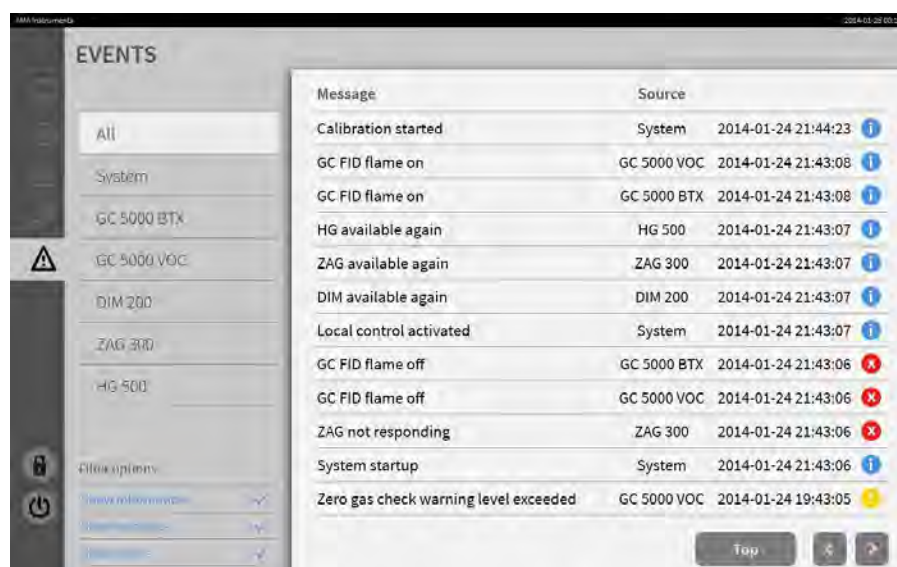 AMA Instruments
EVENTS
All
System
GC 5000 BTX
GC 5000 VOC
DIM 200
ZAG 300
HG 500
Filter options
Message Source
Calibration started System 2014-01-24 21:44:23
GC FID flame on GC 5000 VOC 2014-01-24 21:43:08
GC FID flame on GC 5000 BTX 2014-01-24 21:43:08
HG available again HG 500 2014-01-24 21:43:07
ZAG available again ZAG 300 2014-01-24 21:43:07
DIM available again DIM 200 2014-01-24 21:43:07
Local control activated System 2014-01-24 21:43:07
GC FID flame off GC 5000 BTX 2014-01-24 21:43:06
GC FID flame off GC 5000 VOC 2014-01-24 21:43:06
ZAG not responding ZAG 300 2014-01-24 21:43:06
System startup System 2014-01-24 21:43:06
Zero gas check warning level exceeded GC 5000 VOC 2014-01-24 19:43:05
Top